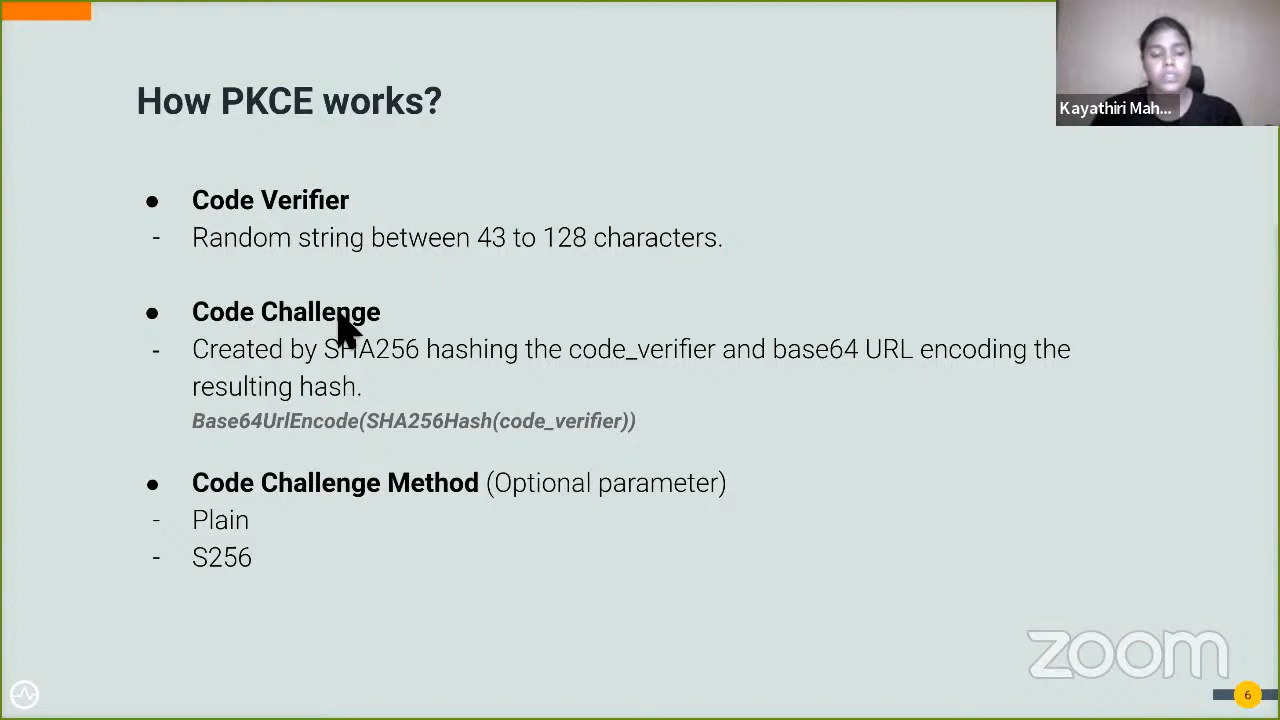 How PKCE works?
Kayathiri Mah...
● Code Verifier
- Random string between 43 to 128 characters.
● Code Challenge
- Created by SHA256 hashing the code_verifier and base64 URL encoding the
resulting hash.
Base64UrlEncode(SHA256Hash(code_verifier))
● Code Challenge Method (Optional parameter)
- Plain
- S256
zoom
6